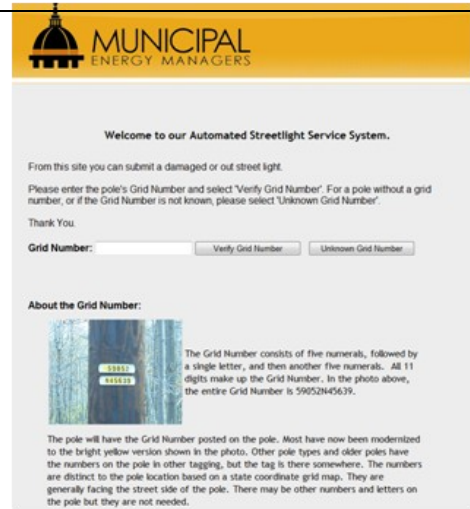 MUNICIPAL
ENERGY MANAGERS
Welcome to our Automated Streetlight Service System.
From this site you can submit a damaged or out street light.
Please enter the pole's Grid Number and select 'Verify Grid Number'. For a pole without a grid
number, or if the Grid Number is not known, please select 'Unknown Grid Number'.
Thank You.
Grid Number: Verify Grid Number Unknown Grid Number
About the Grid Number:
59052
N45639
The Grid Number consists of five numerals, followed by
a single letter, and then another five numerals. All 11
digits make up the Grid Number. In the photo above,
the entire Grid Number is 59052N45639.
The pole will have the Grid Number posted on the pole. Most have now been modernized
to the bright yellow version shown in the photo. Other pole types and older poles have
the numbers on the pole in other tagging, but the tag is there somewhere. The numbers
are distinct to the pole location based on a state coordinate grid map. They are
generally facing the street side of the pole. There may be other numbers and letters on
the pole but they are not needed.